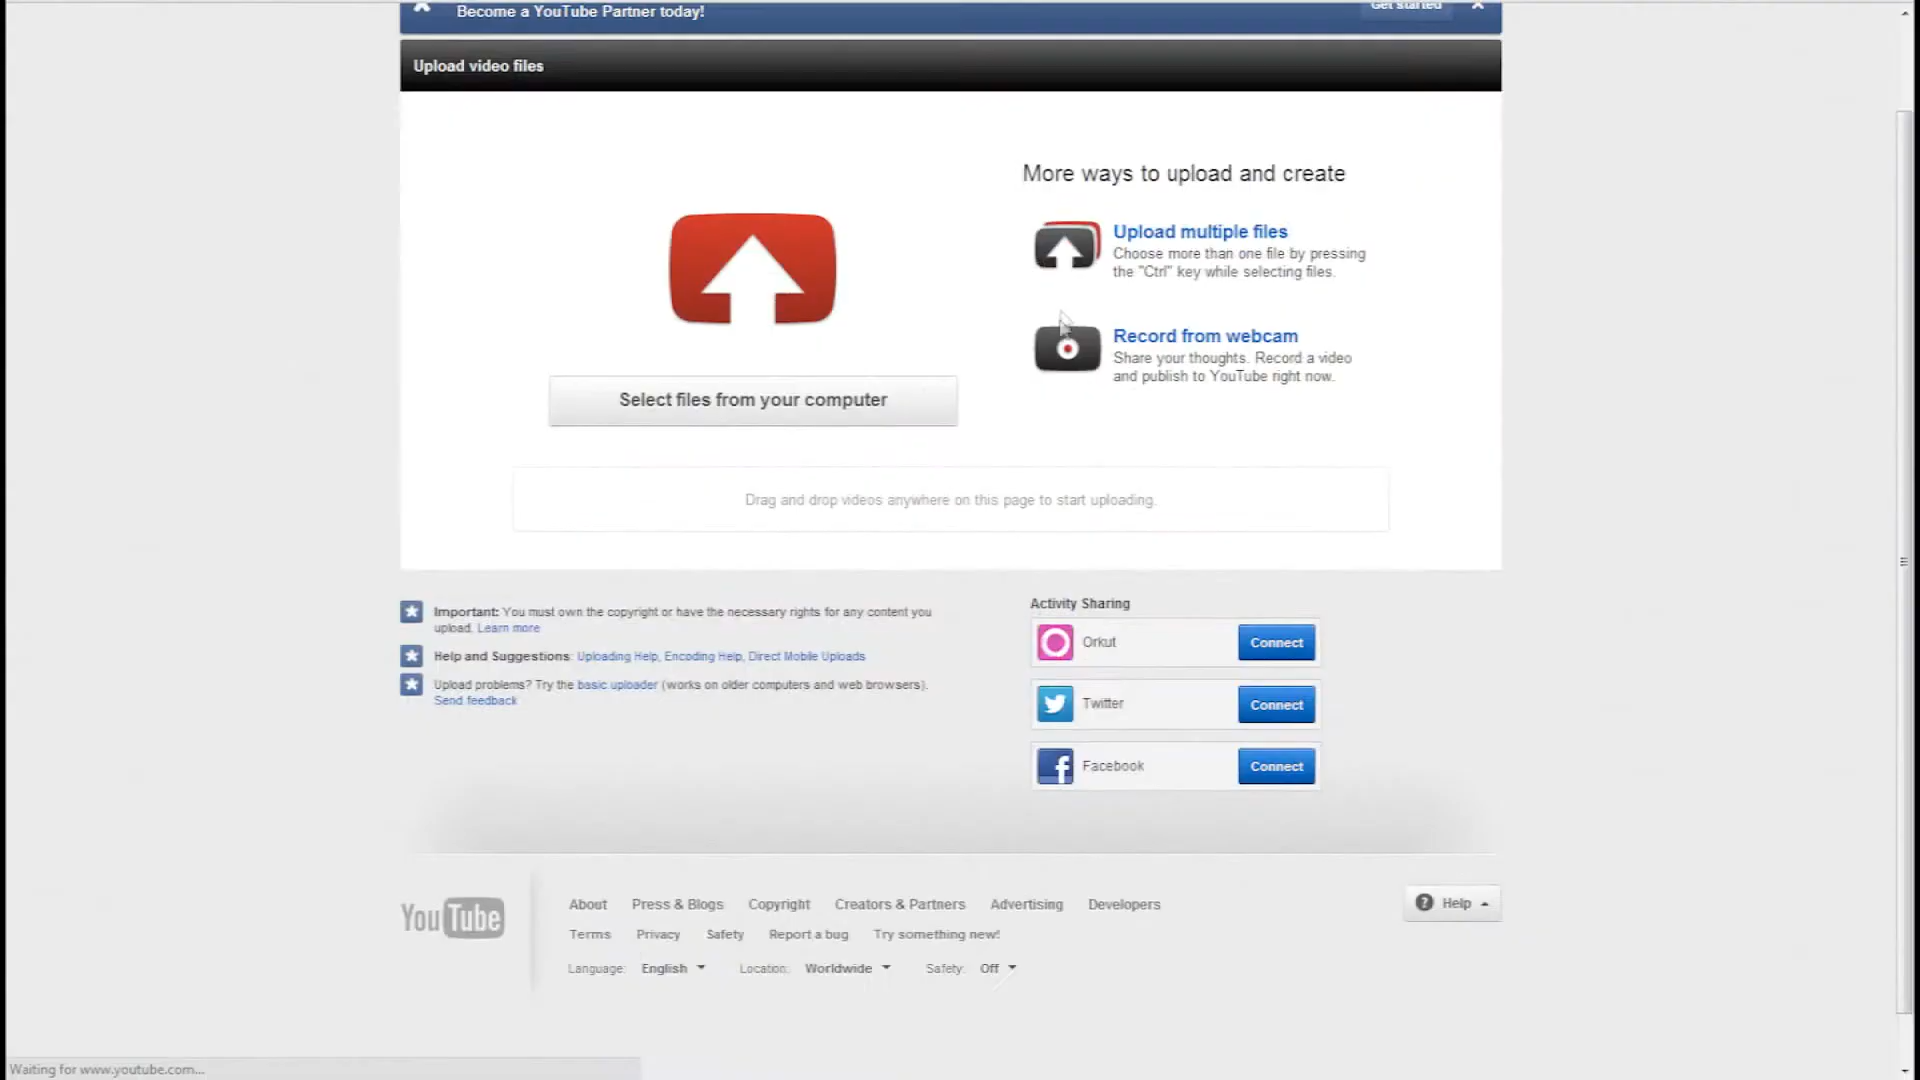 Become a YouTube Partner today!
Get started
Upload video files
More ways to upload and create
Upload multiple files
Choose more than one file by pressing
the "Ctrl" key while selecting files.
Record from webcam
Share your thoughts. Record a video
and publish to YouTube right now.
Select files from your computer
Drag and drop videos anywhere on this page to start uploading.
Important: You must own the copyright or have the necessary rights for any content you
upload. Learn more
Help and Suggestions: Uploading Help, Encoding Help, Direct Mobile Uploads
Upload problems? Try the basic uploader (works on older computers and web browsers).
Send feedback
Activity Sharing
Orkut Connect
Twitter Connect
Facebook Connect
YouTube
About Press & Blogs Copyright Creators & Partners Advertising Developers
Terms Privacy Safety Report a bug Try something new!
Language: English Location: Worldwide Safety: Off
Help
Waiting for www.youtube.com...